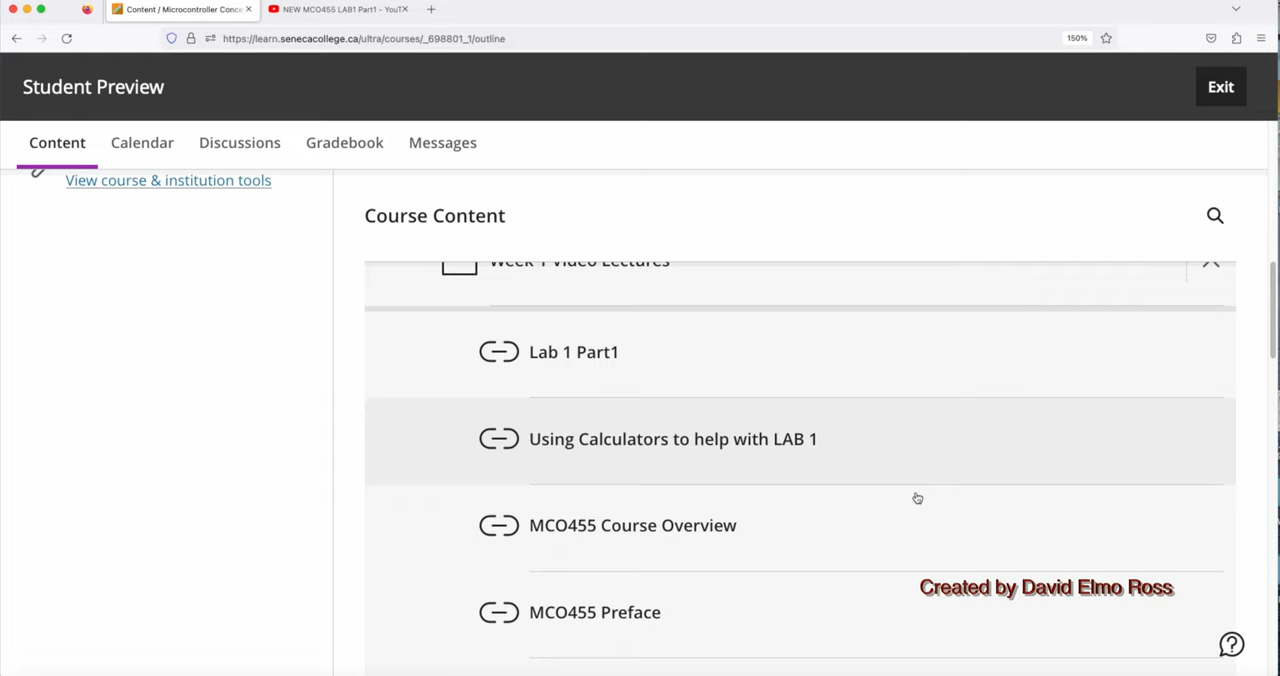 Content / Microcontroller Conce
NEW MCO455 LAB1 Part1 - YouT
https://learn.senecacollege.ca/ultra/courses/_698801_1/outline
150%
Student Preview
Exit
Content
Calendar
Discussions
Gradebook
Messages
View course & institution tools
Course Content
Week 1 Video Lectures
Lab 1 Part1
Using Calculators to help with LAB 1
MCO455 Course Overview
Created by David Elmo Ross
MCO455 Preface